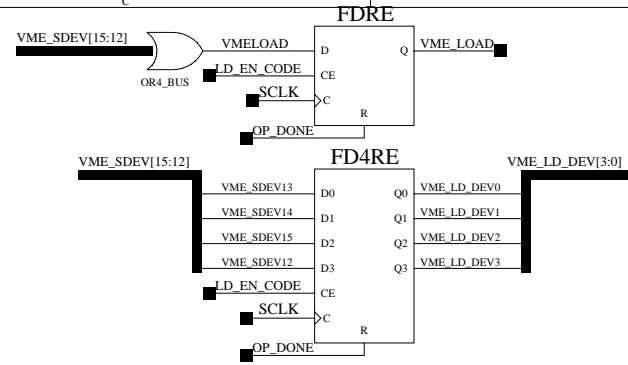 C
FDRE
VME_SDEV[15:12]
OR4_BUS
VMELOAD
D
Q
VME_LOAD
LD_EN_CODE
CE
SCLK
C
R
OP_DONE
FD4RE
VME_SDEV[15:12]
VME_LD_DEV[3:0]
VME_SDEV13
D0
Q0
VME_LD_DEV0
VME_SDEV14
D1
Q1
VME_LD_DEV1
VME_SDEV15
D2
Q2
VME_LD_DEV2
VME_SDEV12
D3
Q3
VME_LD_DEV3
LD_EN_CODE
CE
SCLK
C
R
OP_DONE